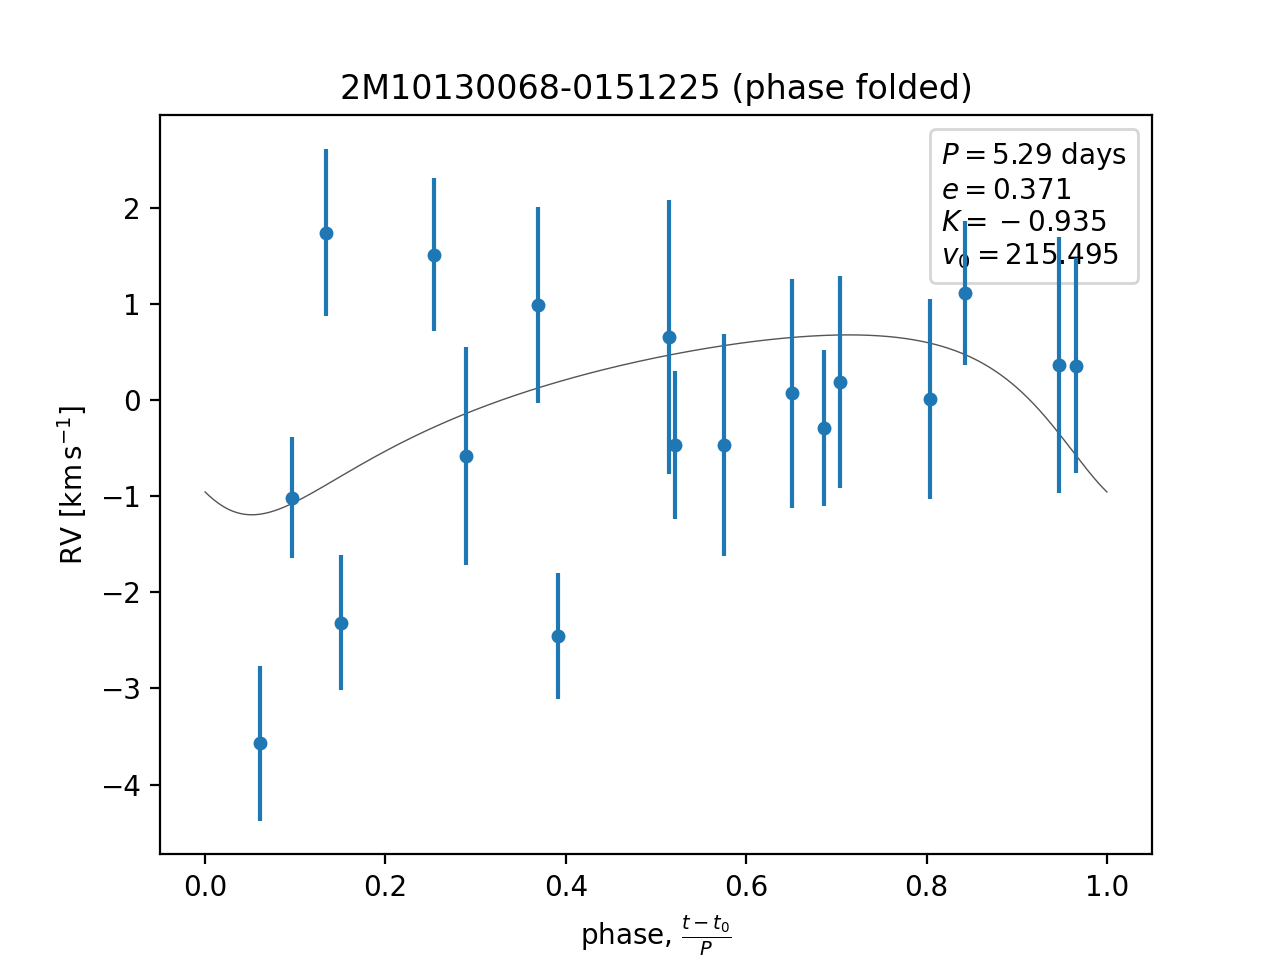 2M10130068-0151225 (phase folded)
P = 5.29 days
e = 0.371
K = −0.935
v₀ = 215.495
2
1
0
−1
−2
−3
−4
RV [km s⁻¹]
0.0 0.2 0.4 0.6 0.8 1.0
phase, (t − t₀)/P